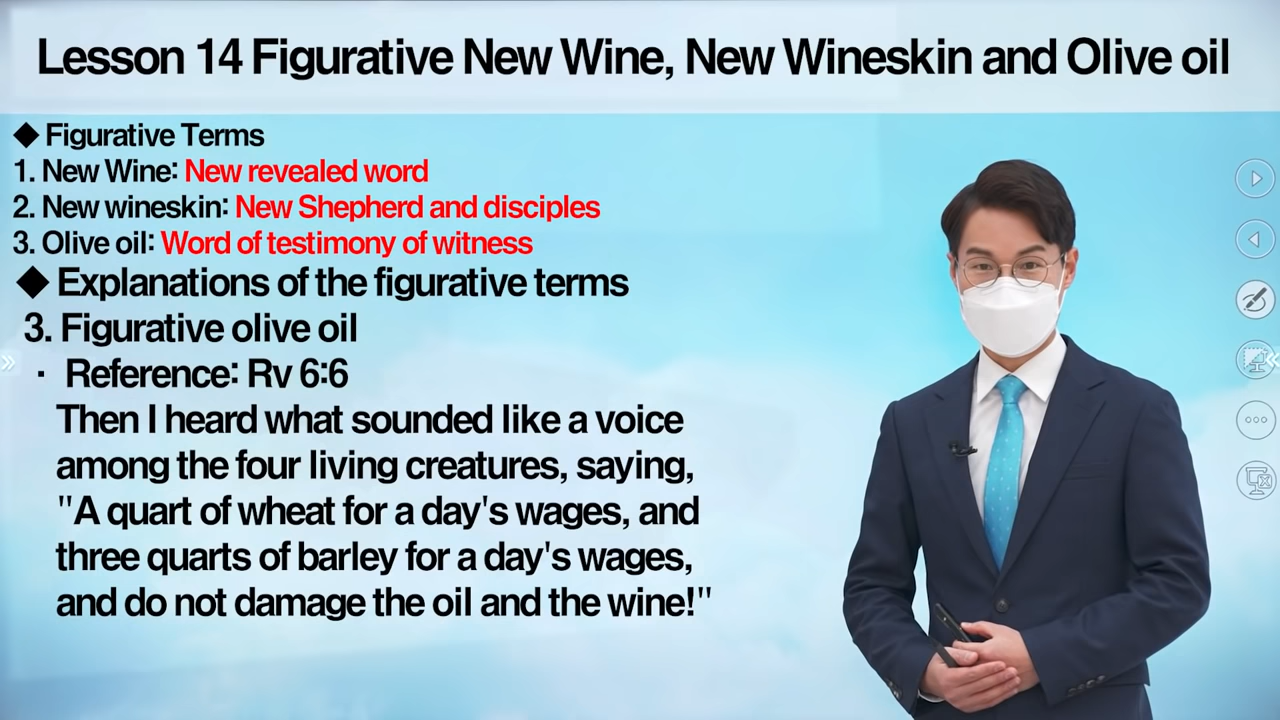 Lesson 14 Figurative New Wine, New Wineskin and Olive oil
◆ Figurative Terms
1. New Wine: New revealed word
2. New wineskin: New Shepherd and disciples
3. Olive oil: Word of testimony of witness
◆ Explanations of the figurative terms
3. Figurative olive oil
· Reference: Rv 6:6
Then I heard what sounded like a voice
among the four living creatures, saying,
"A quart of wheat for a day's wages, and
three quarts of barley for a day's wages,
and do not damage the oil and the wine!"